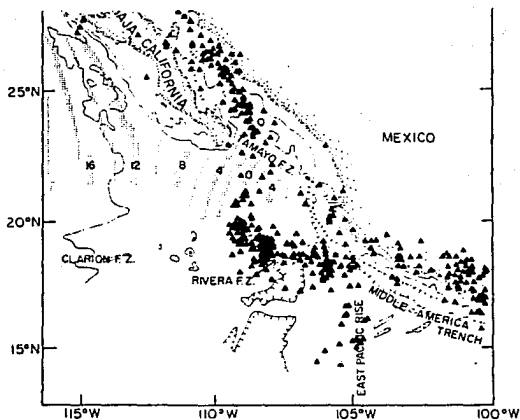 BAJA CALIFORNIA
25°N
MEXICO
TAMAYO F.Z.
0
16
12
8
4
0
4
20°N
CLARION F.Z.
RIVERA F.Z.
MIDDLE AMERICA
TRENCH
EAST PACIFIC RISE
15°N
115°W
110°W
105°W
100°W